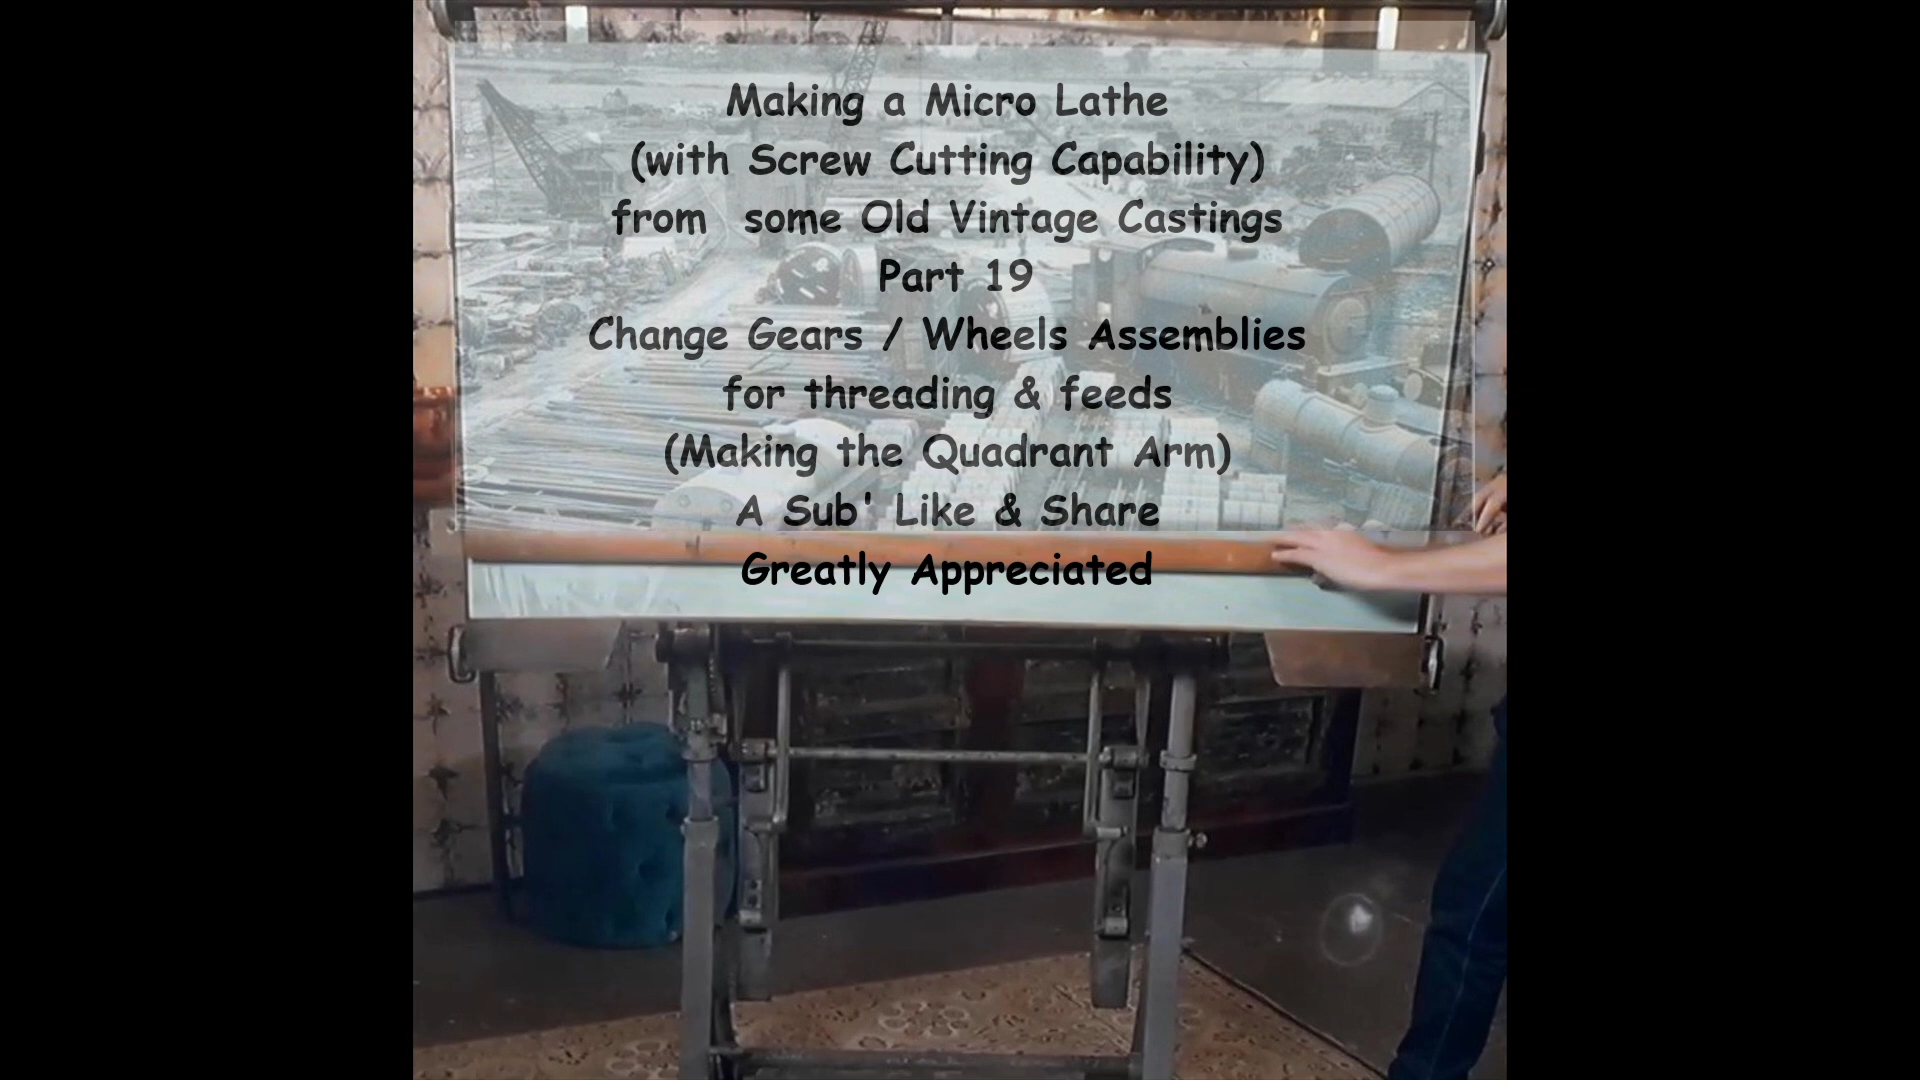 Making a Micro Lathe
(with Screw Cutting Capability)
from some Old Vintage Castings
Part 19
Change Gears / Wheels Assemblies
for threading & feeds
(Making the Quadrant Arm)
A Sub' Like & Share
Greatly Appreciated